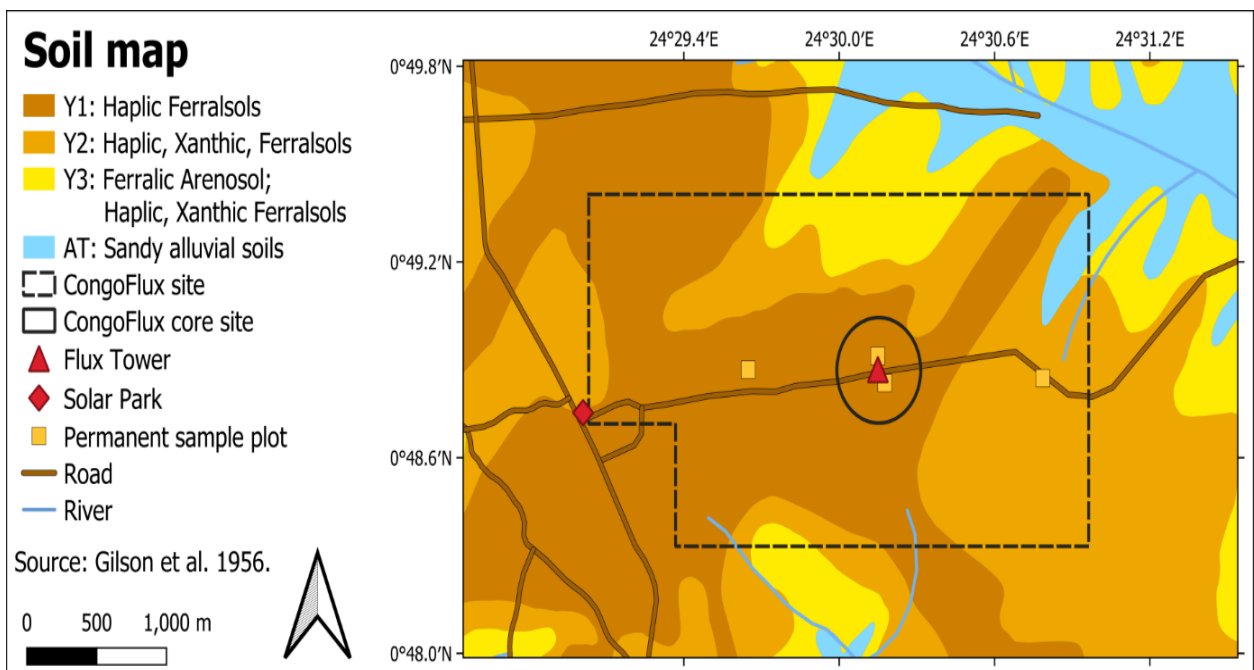 Soil map
Y1: Haplic Ferralsols
Y2: Haplic, Xanthic, Ferralsols
Y3: Ferralic Arenosol;
Haplic, Xanthic Ferralsols
AT: Sandy alluvial soils
CongoFlux site
CongoFlux core site
Flux Tower
Solar Park
Permanent sample plot
Road
River
Source: Gilson et al. 1956.
0 500 1,000 m
24°29.4'E 24°30.0'E 24°30.6'E 24°31.2'E
0°49.8'N
0°49.2'N
0°48.6'N
0°48.0'N